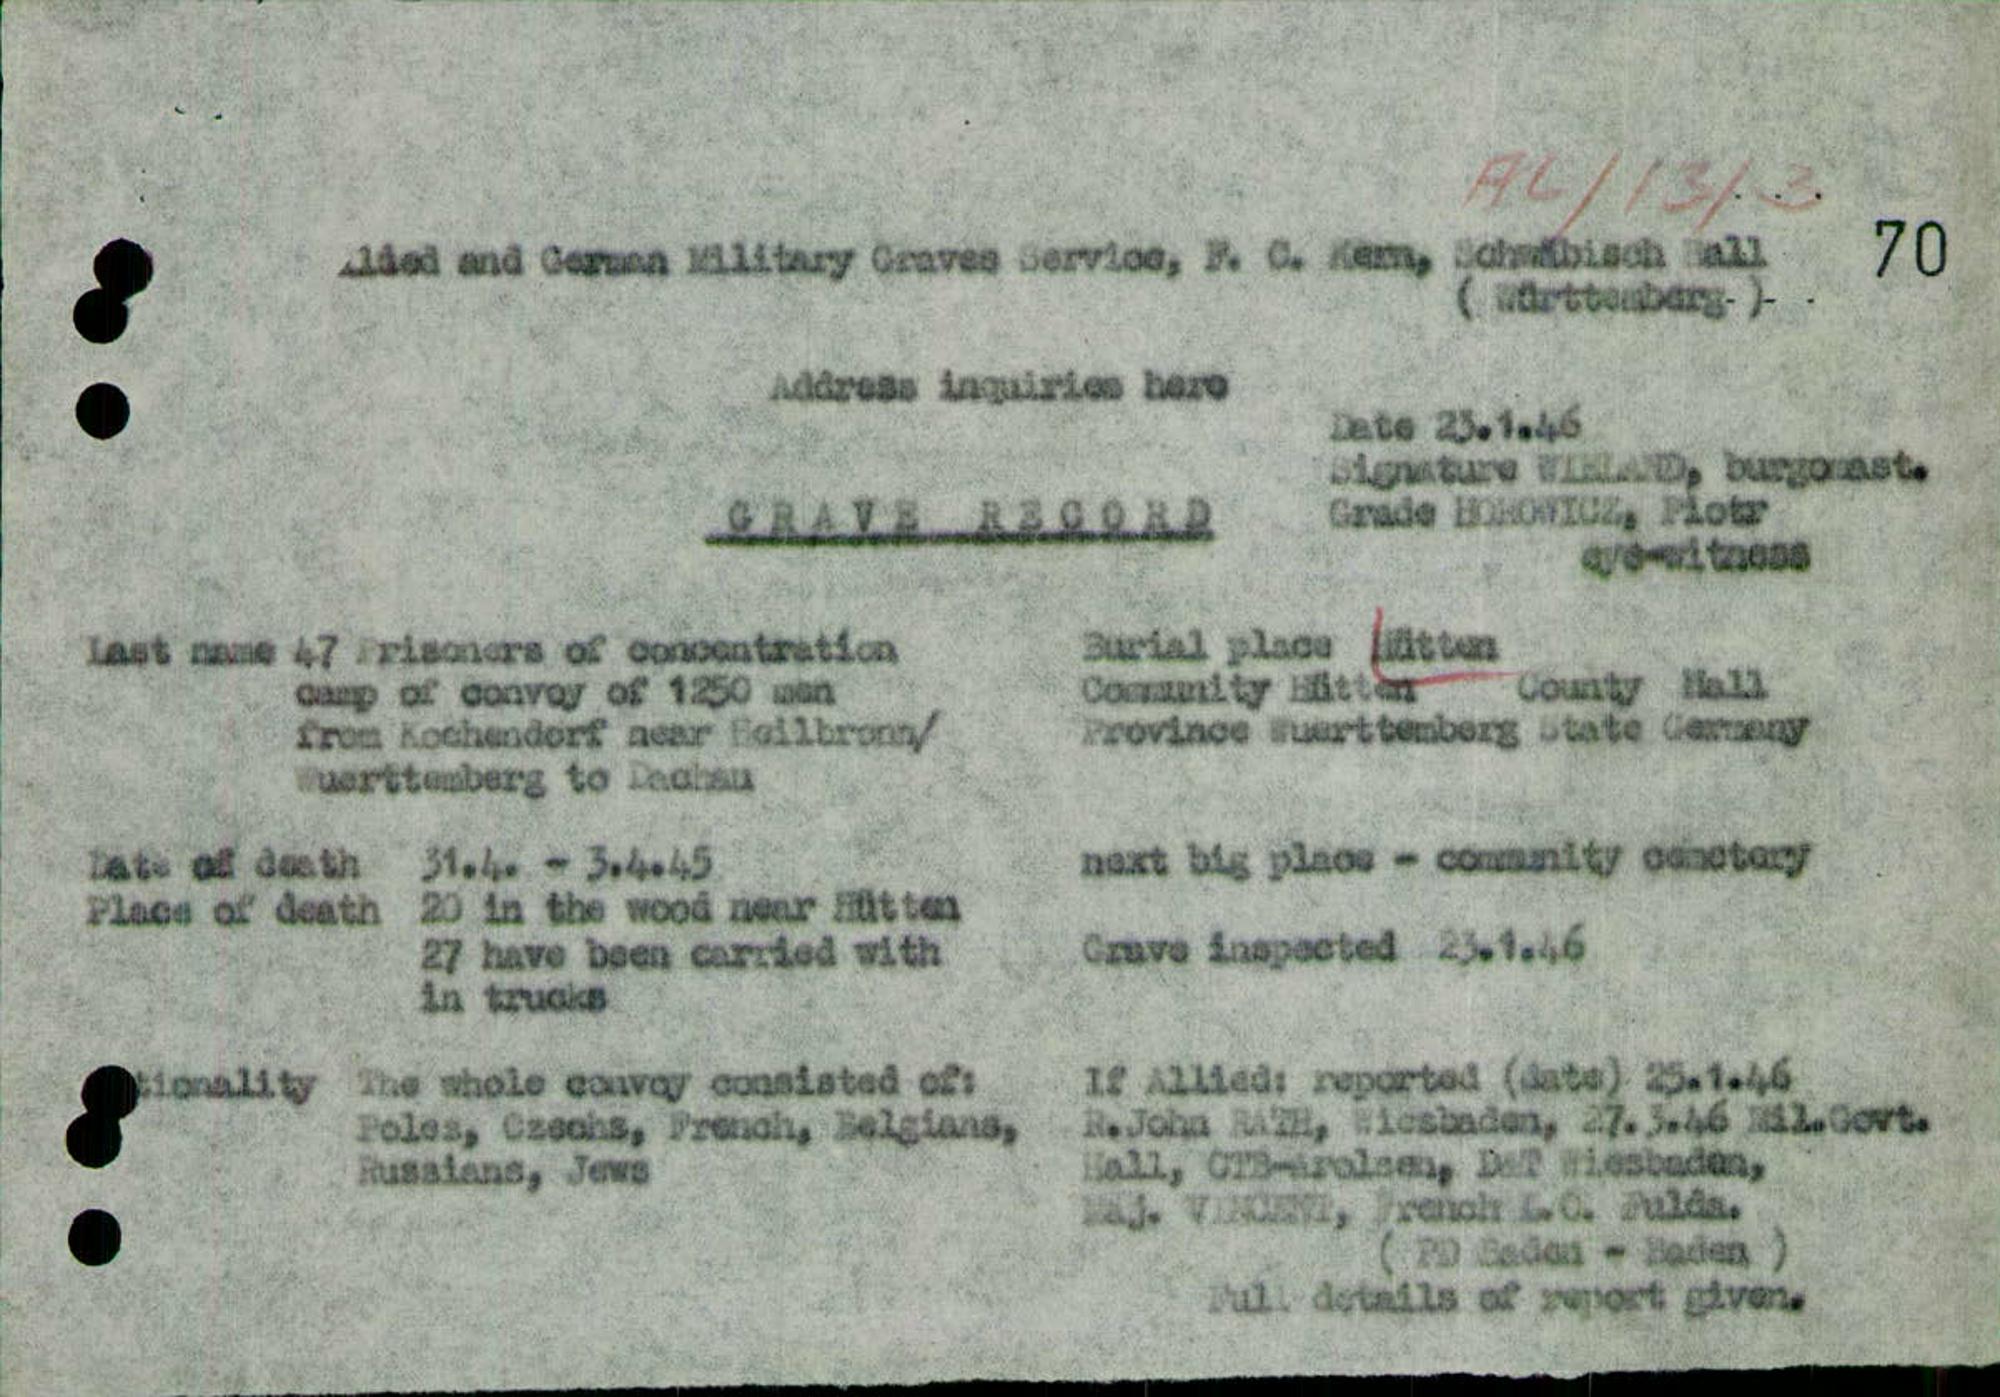 AL/13/3
70
Allied and German Military Graves Service, F. C. Kern, Schwäbisch Hall
( Württemberg )
Address inquiries here
Date 23.1.46
Signature WIELAND, burgomast.
GRAVE RECORD
Grade HOROWICZ, Piotr
eye-witness
Last name 47 Prisoners of concentration
camp of convoy of 1250 men
from Kochendorf near Heilbronn/
Wuerttemberg to Dachau
Burial place Hütten
Community Hütten County Hall
Province Wuerttemberg State Germany
Date of death 31.4. - 3.4.45
Place of death 20 in the wood near Hütten
27 have been carried with
in trucks
next big place - community cemetery
Grave inspected 23.1.46
tionality The whole convoy consisted of:
Poles, Czechs, French, Belgians,
Russians, Jews
If Allied: reported (date) 25.1.46
R.John RATH, Wiesbaden, 27.3.46 Mil.Govt.
Hall, CTB-Arolsen, D&T Wiesbaden,
Maj. VINCENT, French L.O. Fulda.
( PD Baden - Baden )
Full details of report given.